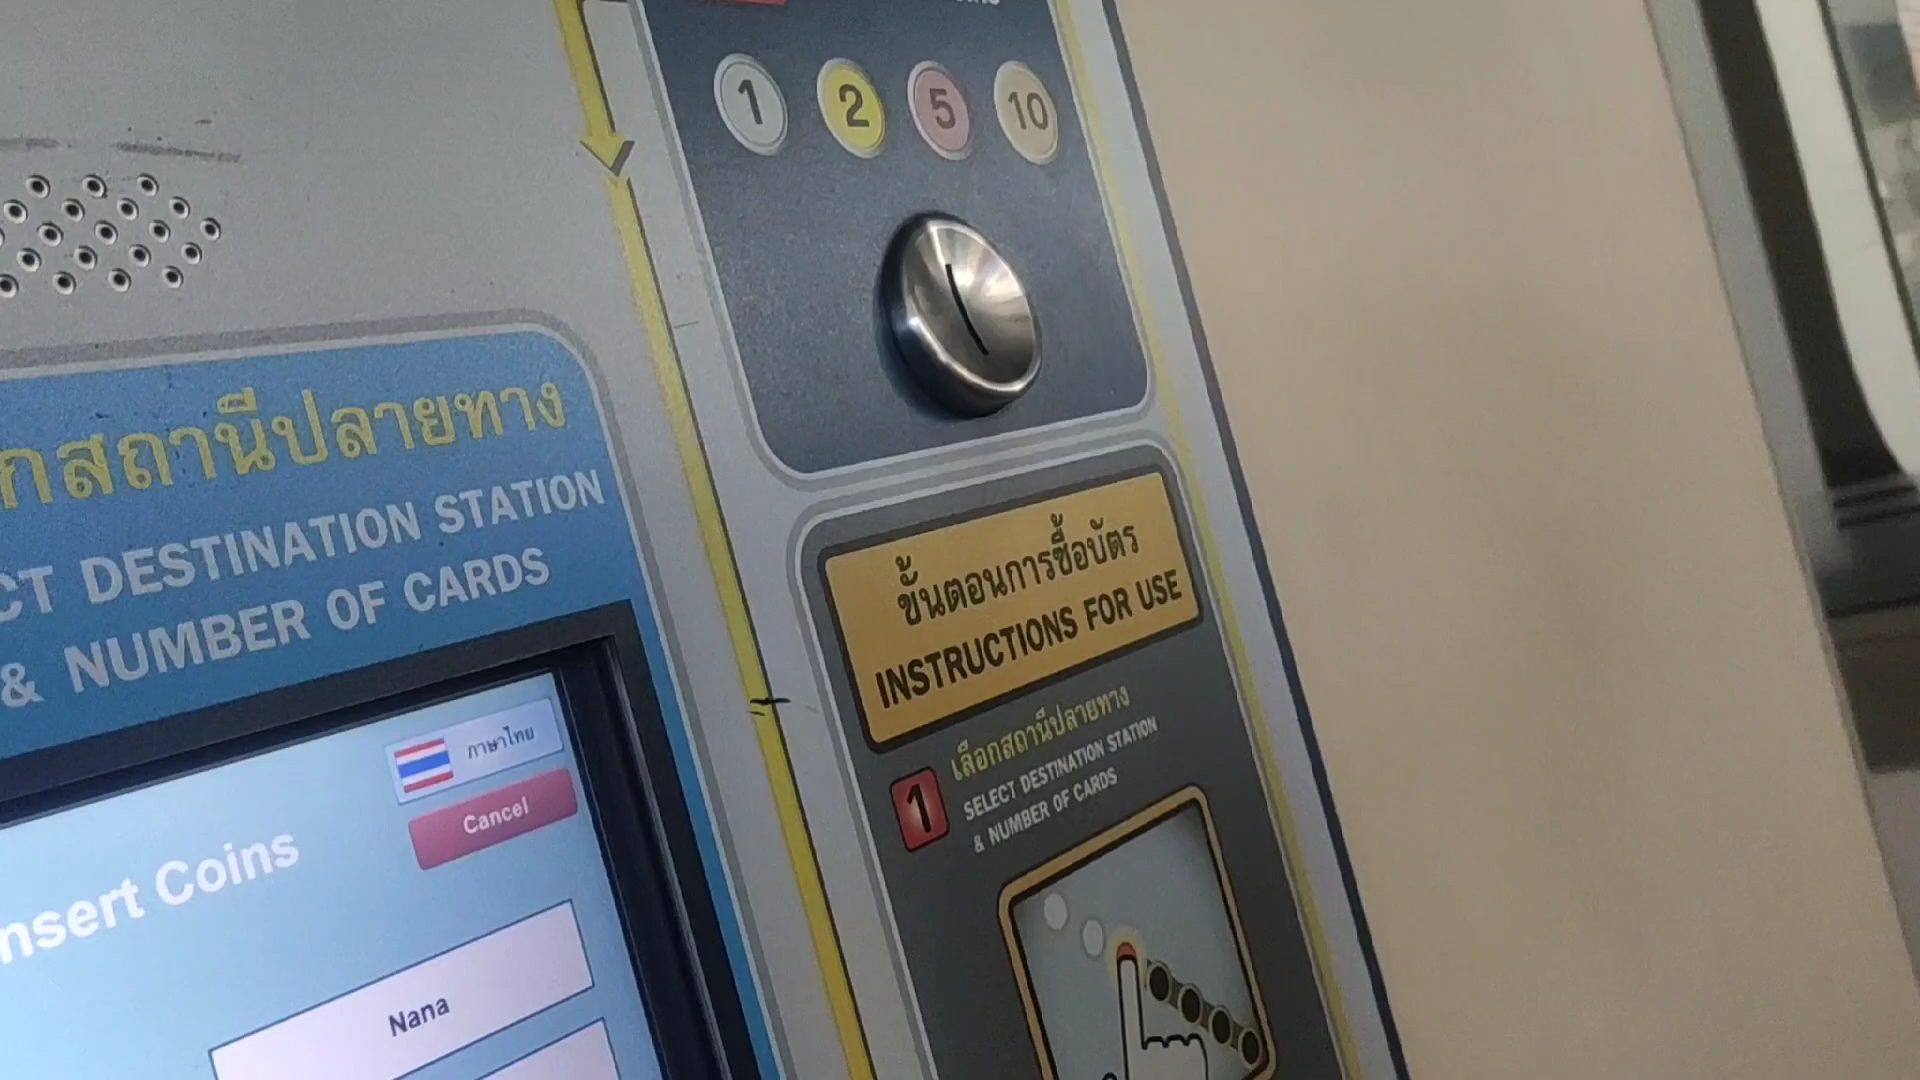 1 2 5 10
กสถานีปลายทาง
CT DESTINATION STATION
& NUMBER OF CARDS
ภาษาไทย
Cancel
nsert Coins
Nana
ขั้นตอนการซื้อบัตร
INSTRUCTIONS FOR USE
1
เลือกสถานีปลายทาง
SELECT DESTINATION STATION
& NUMBER OF CARDS